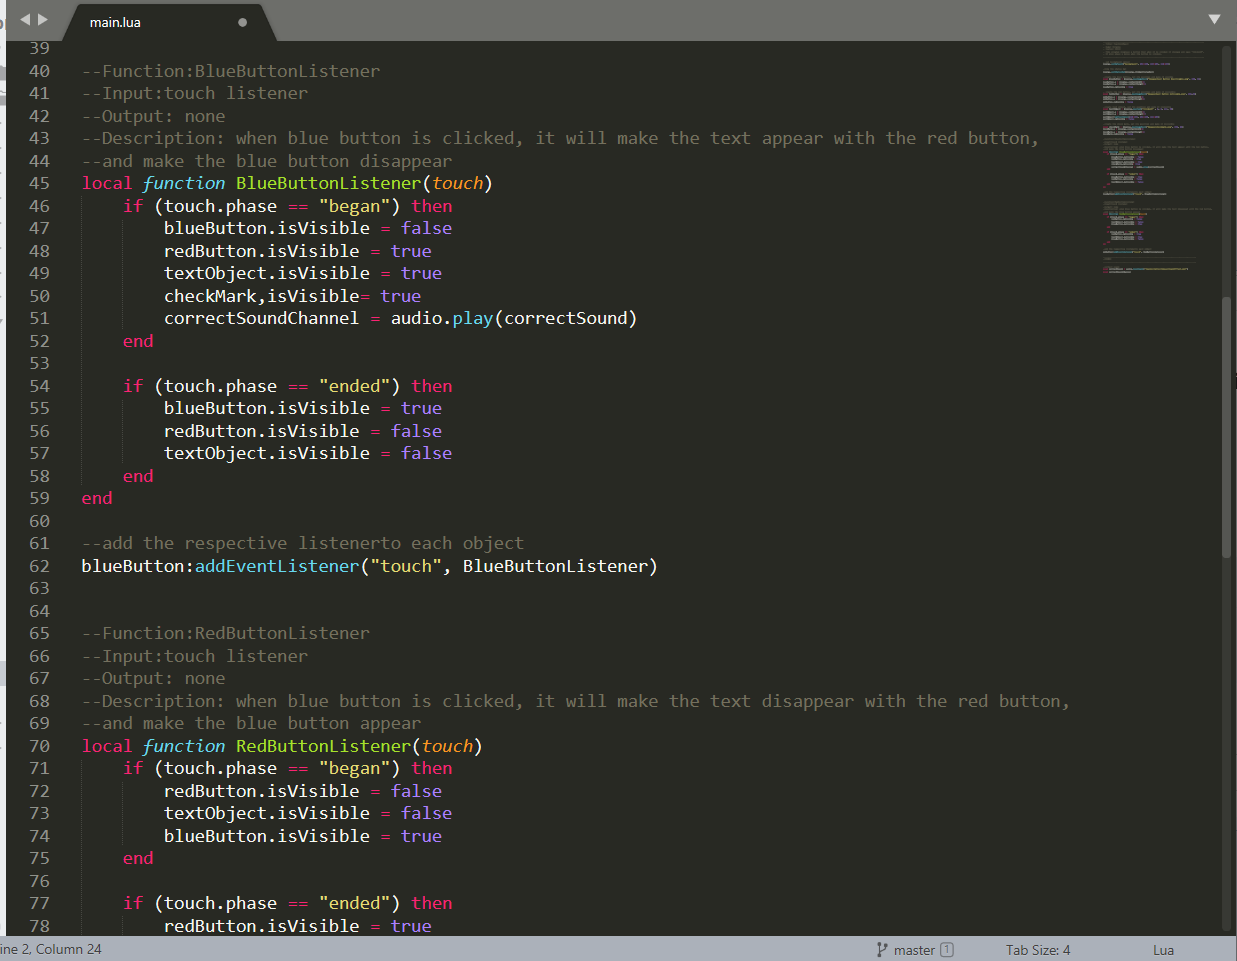 main.lua
39
40 --Function:BlueButtonListener
41 --Input:touch listener
42 --Output: none
43 --Description: when blue button is clicked, it will make the text appear with the red button,
44 --and make the blue button disappear
45 local function BlueButtonListener(touch)
46 if (touch.phase == "began") then
47 blueButton.isVisible = false
48 redButton.isVisible = true
49 textObject.isVisible = true
50 checkMark,isVisible= true
51 correctSoundChannel = audio.play(correctSound)
52 end
53
54 if (touch.phase == "ended") then
55 blueButton.isVisible = true
56 redButton.isVisible = false
57 textObject.isVisible = false
58 end
59 end
60
61 --add the respective listenerto each object
62 blueButton:addEventListener("touch", BlueButtonListener)
63
64
65 --Function:RedButtonListener
66 --Input:touch listener
67 --Output: none
68 --Description: when blue button is clicked, it will make the text disappear with the red button,
69 --and make the blue button appear
70 local function RedButtonListener(touch)
71 if (touch.phase == "began") then
72 redButton.isVisible = false
73 textObject.isVisible = false
74 blueButton.isVisible = true
75 end
76
77 if (touch.phase == "ended") then
78 redButton.isVisible = true
ine 2, Column 24 master 1 Tab Size: 4 Lua